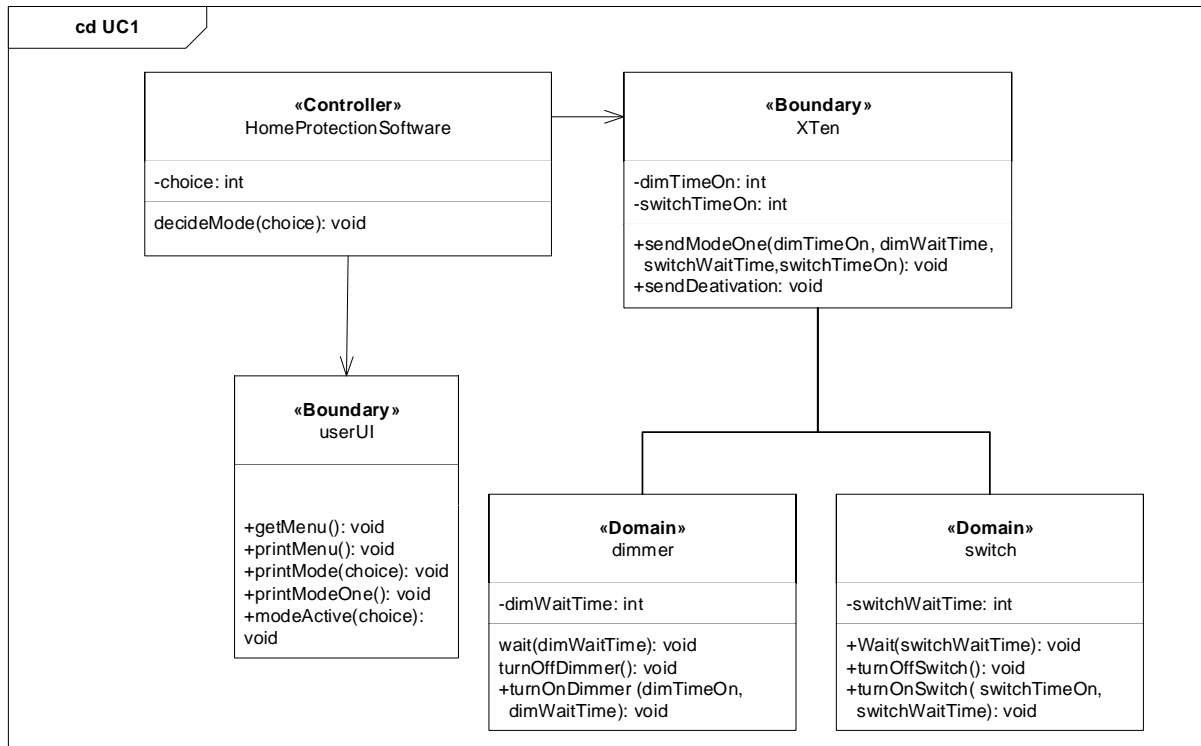 cd UC1
«Controller»
HomeProtectionSoftware
-choice: int
decideMode(choice): void
«Boundary»
XTen
-dimTimeOn: int
-switchTimeOn: int
+sendModeOne(dimTimeOn, dimWaitTime,
switchWaitTime,switchTimeOn): void
+sendDeativation: void
«Boundary»
userUI
+getMenu(): void
+printMenu(): void
+printMode(choice): void
+printModeOne(): void
+modeActive(choice):
void
«Domain»
dimmer
-dimWaitTime: int
wait(dimWaitTime): void
turnOffDimmer(): void
+turnOnDimmer (dimTimeOn,
dimWaitTime): void
«Domain»
switch
-switchWaitTime: int
+Wait(switchWaitTime): void
+turnOffSwitch(): void
+turnOnSwitch( switchTimeOn,
switchWaitTime): void